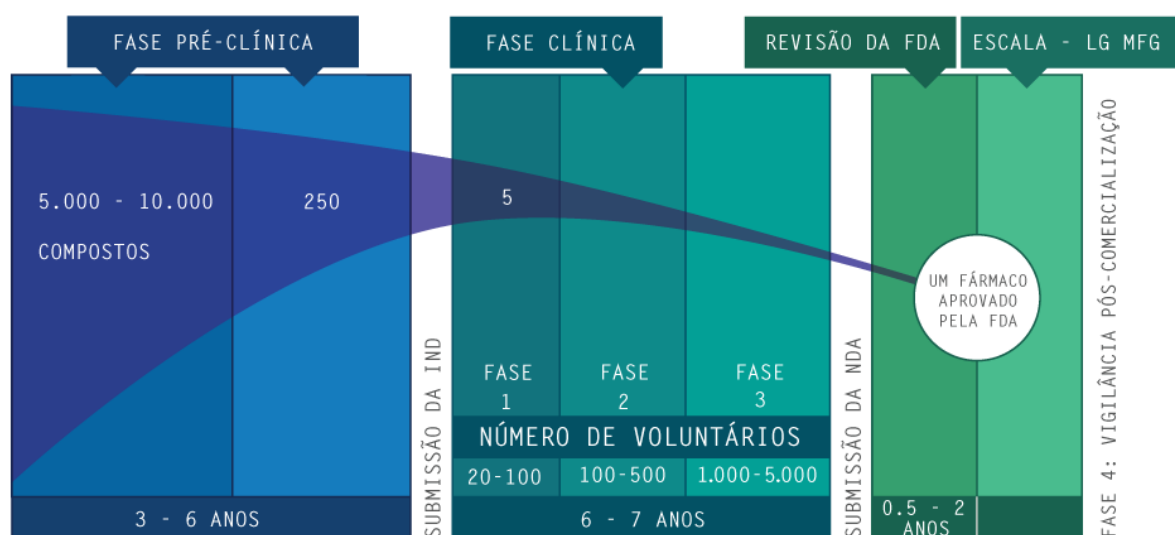 FASE PRÉ-CLÍNICA
FASE CLÍNICA
REVISÃO DA FDA
ESCALA - LG MFG
5.000 - 10.000
COMPOSTOS
250
5
UM FÁRMACO
APROVADO
PELA FDA
SUBMISSÃO DA IND
FASE
1
FASE
2
FASE
3
NÚMERO DE VOLUNTÁRIOS
20-100
100-500
1.000-5.000
SUBMISSÃO DA NDA
FASE 4: VIGILÂNCIA PÓS-COMERCIALIZAÇÃO
3 - 6 ANOS
6 - 7 ANOS
0.5 - 2
ANOS